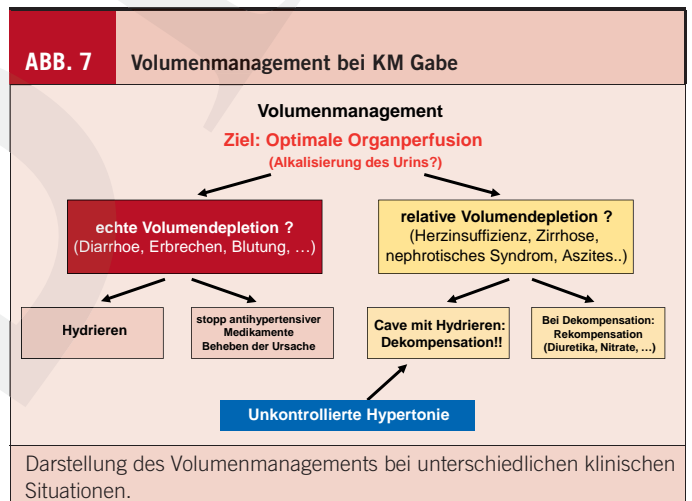 ABB. 7 Volumenmanagement bei KM Gabe
Volumenmanagement
Ziel: Optimale Organperfusion
(Alkalisierung des Urins?)
echte Volumendepletion ?
(Diarrhoe, Erbrechen, Blutung, …)
relative Volumendepletion ?
(Herzinsuffizienz, Zirrhose,
nephrotisches Syndrom, Aszites..)
Hydrieren
stopp antihypertensiver
Medikamente
Beheben der Ursache
Cave mit Hydrieren:
Dekompensation!!
Bei Dekompensation:
Rekompensation
(Diuretika, Nitrate, …)
Unkontrollierte Hypertonie
Darstellung des Volumenmanagements bei unterschiedlichen klinischen
Situationen.